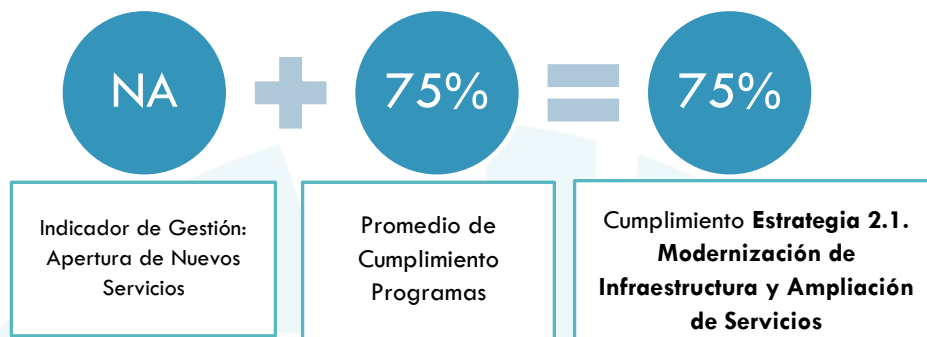 NA
+
75%
=
75%
Indicador de Gestión:
Apertura de Nuevos
Servicios
Promedio de
Cumplimiento
Programas
Cumplimiento Estrategia 2.1.
Modernización de
Infraestructura y Ampliación
de Servicios